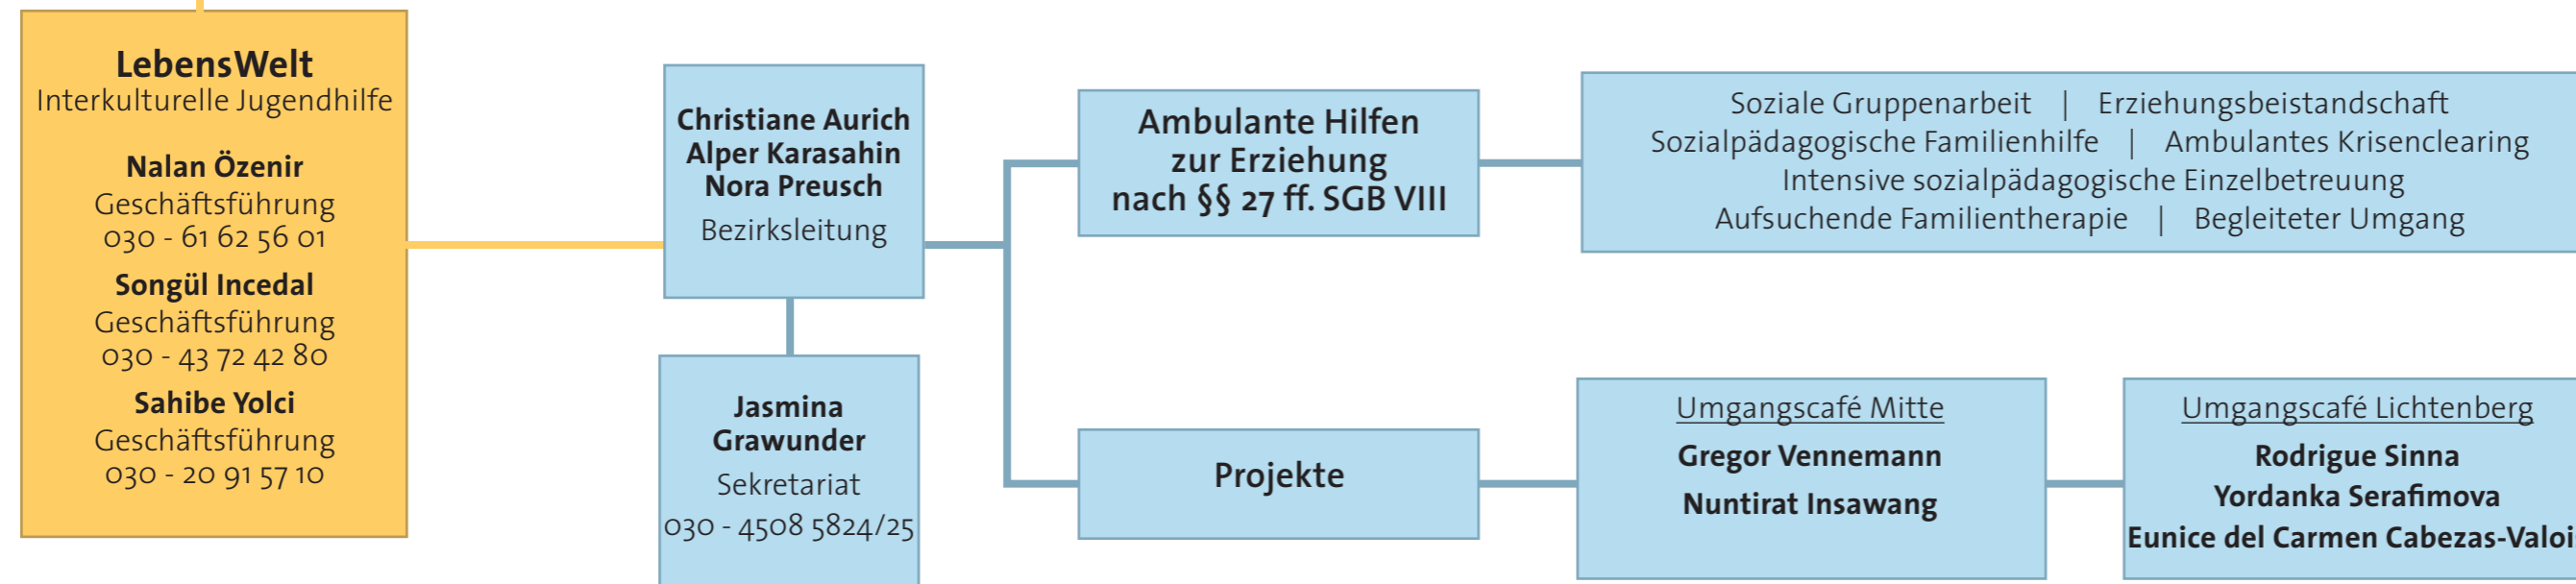 LebensWelt
Interkulturelle Jugendhilfe
Nalan Özenir
Geschäftsführung
030 - 61 62 56 01
Songül Incedal
Geschäftsführung
030 - 43 72 42 80
Sahibe Yolci
Geschäftsführung
030 - 20 91 57 10
Christiane Aurich
Alper Karasahin
Nora Preusch
Bezirksleitung
Jasmina
Grawunder
Sekretariat
030 - 4508 5824/25
Ambulante Hilfen
zur Erziehung
nach §§ 27 ff. SGB VIII
Soziale Gruppenarbeit | Erziehungsbeistandschaft
Sozialpädagogische Familienhilfe | Ambulantes Krisenclearing
Intensive sozialpädagogische Einzelbetreuung
Aufsuchende Familientherapie | Begleiteter Umgang
Projekte
Umgangscafé Mitte
Gregor Vennemann
Nuntirat Insawang
Umgangscafé Lichtenberg
Rodrigue Sinna
Yordanka Serafimova
Eunice del Carmen